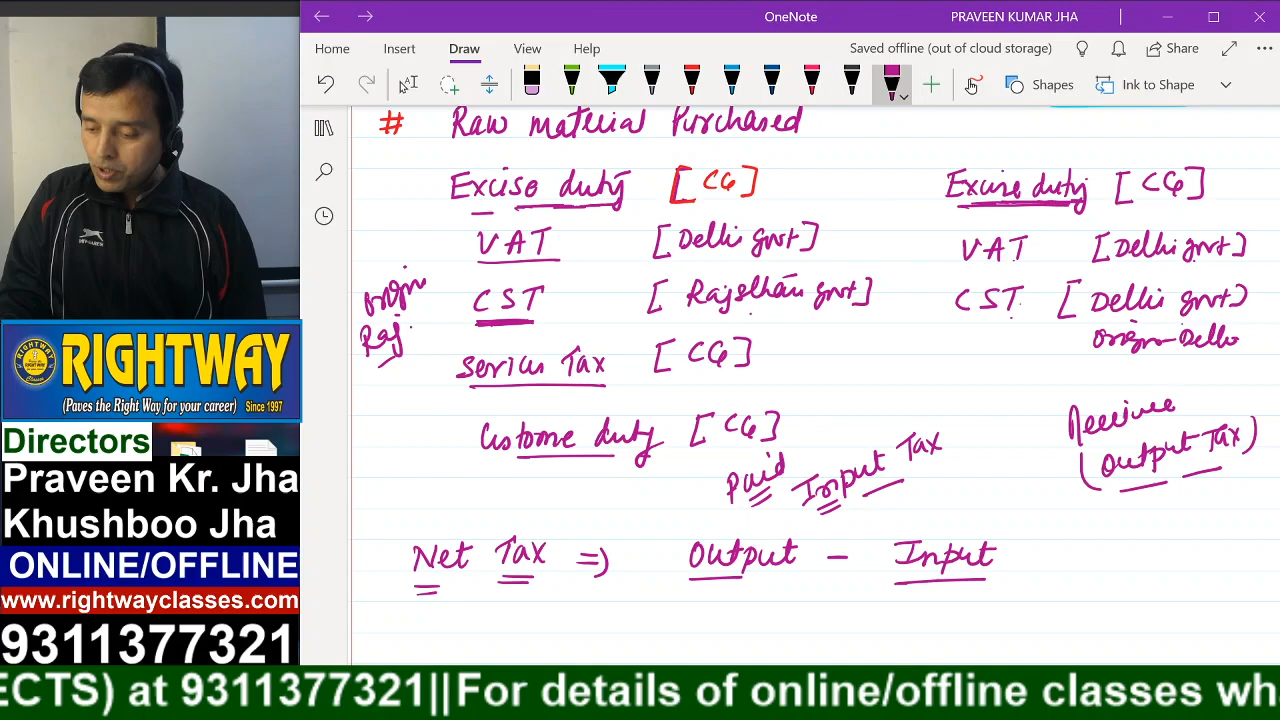 OneNote
PRAVEEN KUMAR JHA
Home Insert Draw View Help
Saved offline (out of cloud storage)
Share
Shapes
Ink to Shape
# Raw material Purchased
Excise duty [CG]
VAT [Delhi govt]
CST [Rajsthan govt]
origin
Raj
Service Tax [CG]
Custome duty [CG]
Paid
Input Tax
Excise duty [CG]
VAT [Delhi govt]
CST [Delhi govt]
origin-Delhi
Receive
(Output Tax)
Net Tax => Output - Input
RIGHTWAY
(Paves the Right Way for your career) Since 1997
Directors
Praveen Kr. Jha
Khushboo Jha
ONLINE/OFFLINE
www.rightwayclasses.com
9311377321
ECTS) at 9311377321||For details of online/offline classes wh